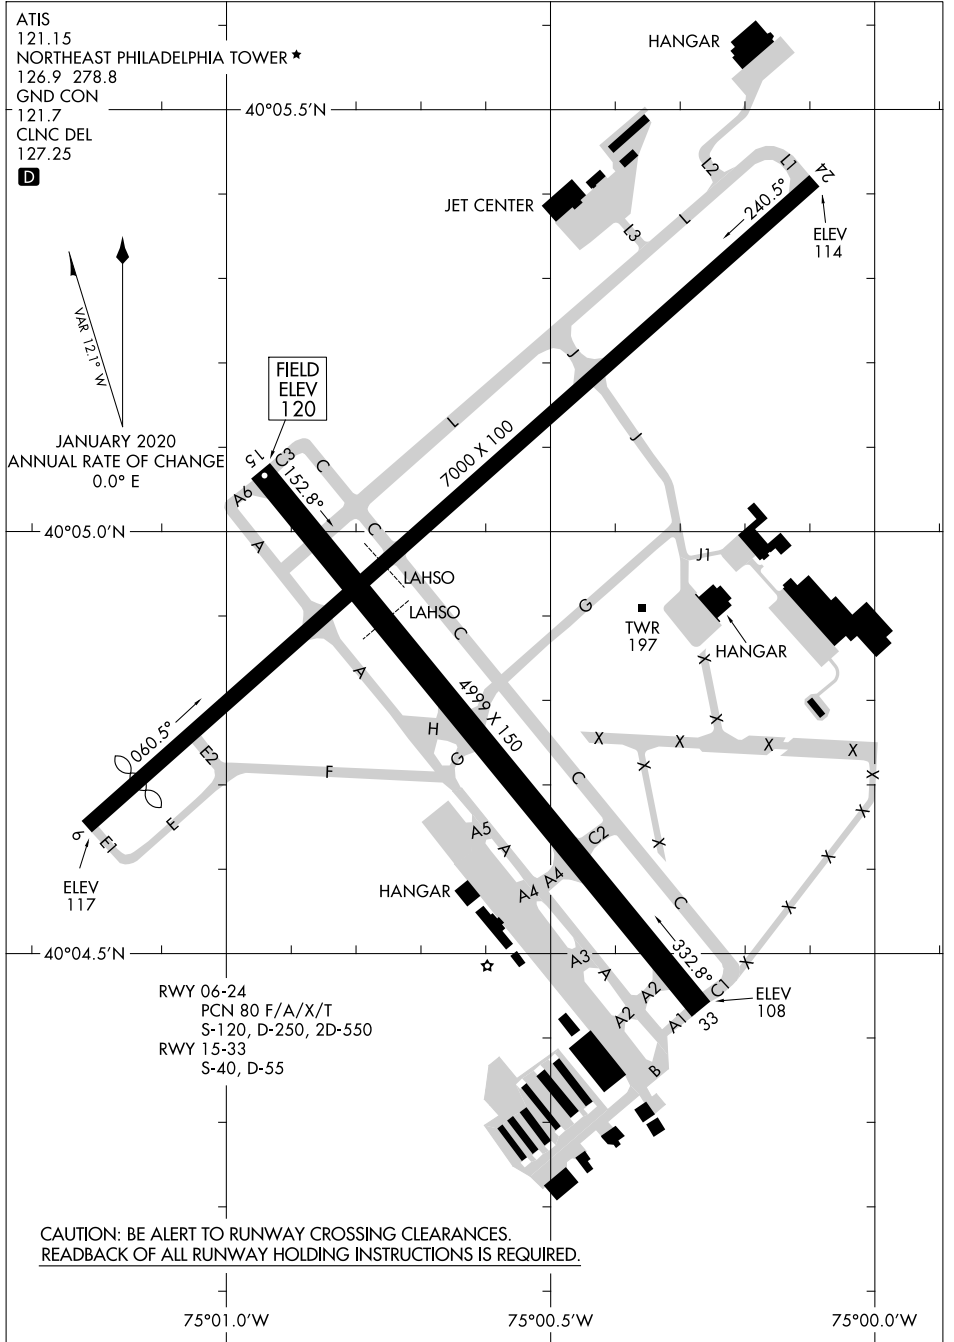 ATIS
121.15
NORTHEAST PHILADELPHIA TOWER ★
126.9 278.8
GND CON
121.7
CLNC DEL
127.25
D
HANGAR
40°05.5'N
JET CENTER
L1
24
L2
L
L3
240.5°
ELEV
114
VAR 12.1° W
JANUARY 2020
ANNUAL RATE OF CHANGE
0.0° E
FIELD
ELEV
120
J
J
L
7000 X 100
15
C3
C
152.8°
A6
A
C
40°05.0'N
J1
LAHSO
LAHSO
G
TWR
197
HANGAR
C
A
X
X
4999 X 150
060.5°
H
G
E2
F
X
X
X
X
X
X
C
E
E1
6
ELEV
117
X
X
X
A5
A
C2
A4
A4
HANGAR
C
X
40°04.5'N
A3
A
332.8°
X
A2
A2
C1
A1
33
ELEV
108
B
RWY 06-24
PCN 80 F/A/X/T
S-120, D-250, 2D-550
RWY 15-33
S-40, D-55
CAUTION: BE ALERT TO RUNWAY CROSSING CLEARANCES.
READBACK OF ALL RUNWAY HOLDING INSTRUCTIONS IS REQUIRED.
75°01.0'W
75°00.5'W
75°00.0'W